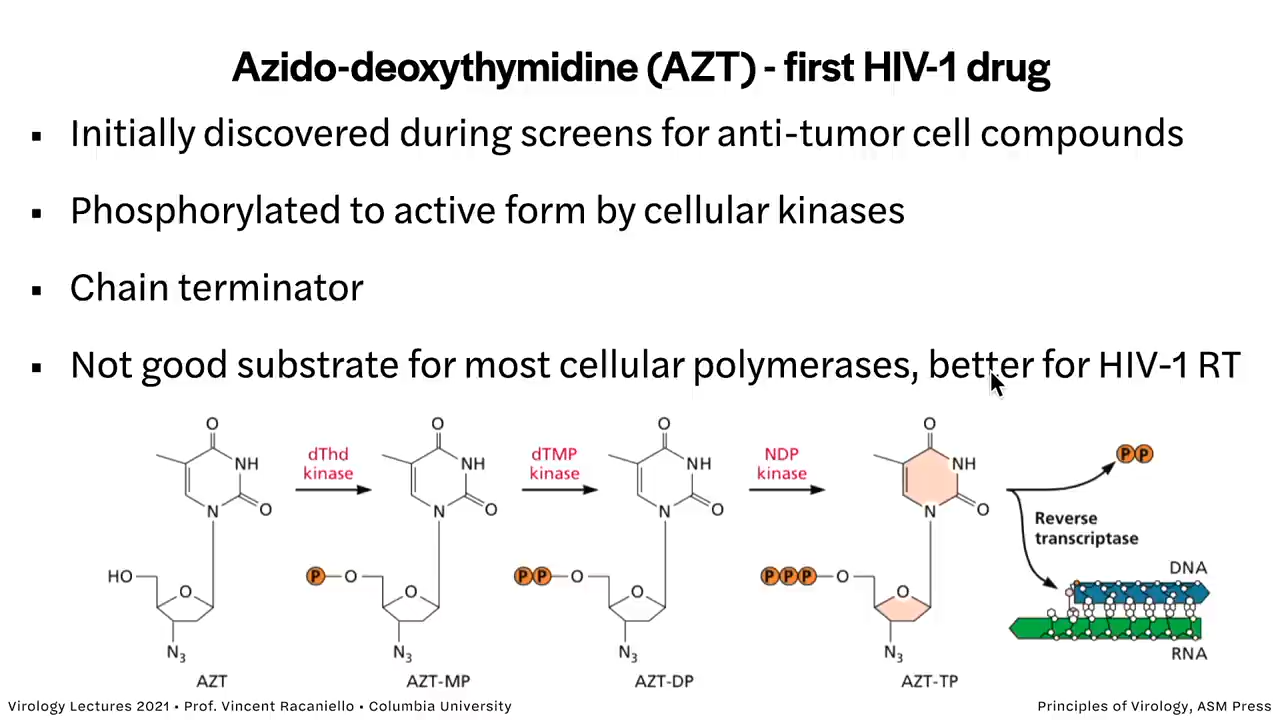 Azido-deoxythymidine (AZT) - first HIV-1 drug
▪ Initially discovered during screens for anti-tumor cell compounds
▪ Phosphorylated to active form by cellular kinases
▪ Chain terminator
▪ Not good substrate for most cellular polymerases, better for HIV-1 RT
O
NH
O
N
HO
O
N3
AZT
dThd
kinase
O
NH
O
N
P O
O
N3
AZT-MP
dTMP
kinase
O
NH
O
N
P P O
O
N3
AZT-DP
NDP
kinase
O
NH
O
N
P P P O
O
N3
AZT-TP
P P
Reverse
transcriptase
DNA
RNA
Virology Lectures 2021 • Prof. Vincent Racaniello • Columbia University
Principles of Virology, ASM Press